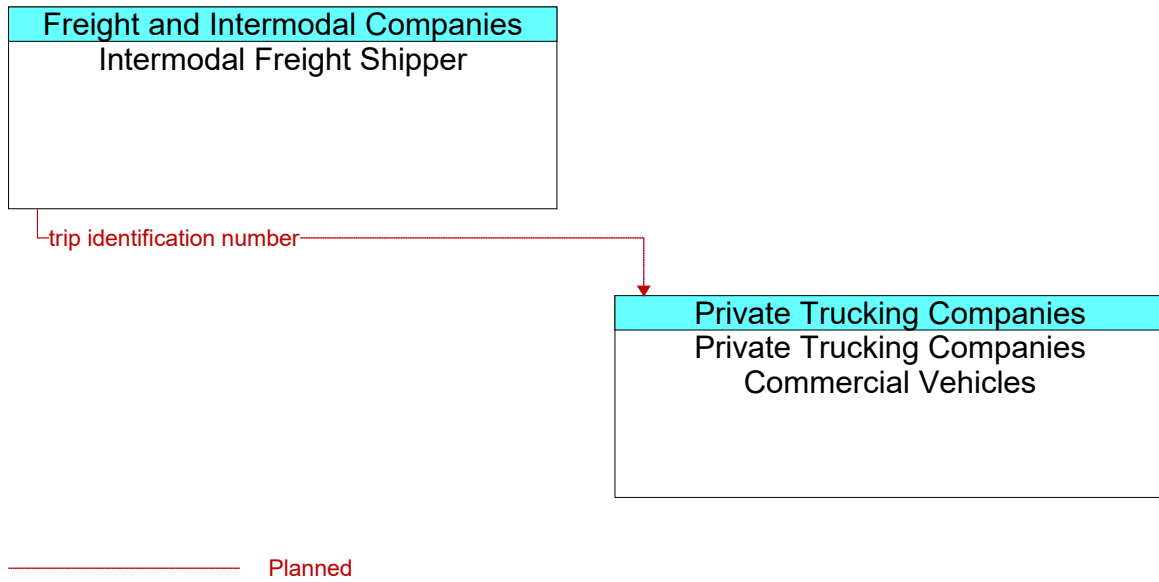 Freight and Intermodal Companies
Intermodal Freight Shipper
trip identification number
Private Trucking Companies
Private Trucking Companies
Commercial Vehicles
Planned